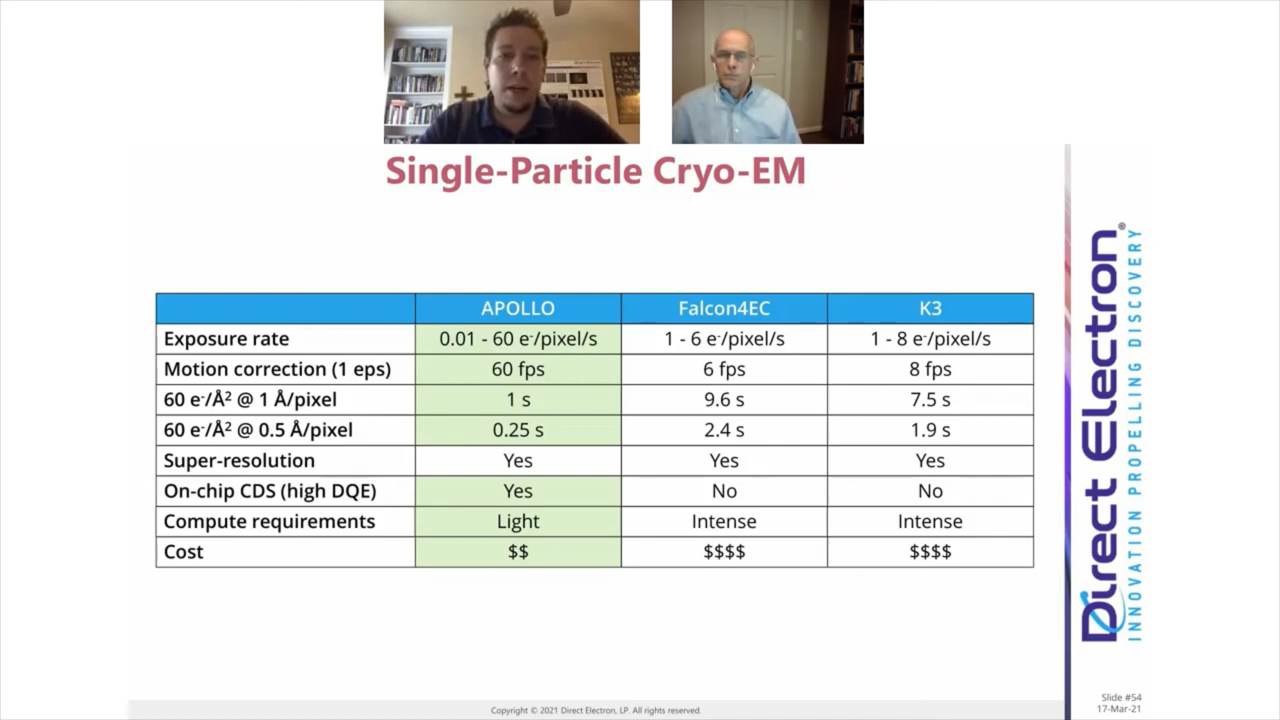 Single-Particle Cryo-EM
APOLLO Falcon4EC K3
Exposure rate 0.01 - 60 e⁻/pixel/s 1 - 6 e⁻/pixel/s 1 - 8 e⁻/pixel/s
Motion correction (1 eps) 60 fps 6 fps 8 fps
60 e⁻/Å² @ 1 Å/pixel 1 s 9.6 s 7.5 s
60 e⁻/Å² @ 0.5 Å/pixel 0.25 s 2.4 s 1.9 s
Super-resolution Yes Yes Yes
On-chip CDS (high DQE) Yes No No
Compute requirements Light Intense Intense
Cost $$ $$$$ $$$$
Direct Electron®
INNOVATION PROPELLING DISCOVERY
Copyright © 2021 Direct Electron, LP. All rights reserved.
Slide #54
17-Mar-21